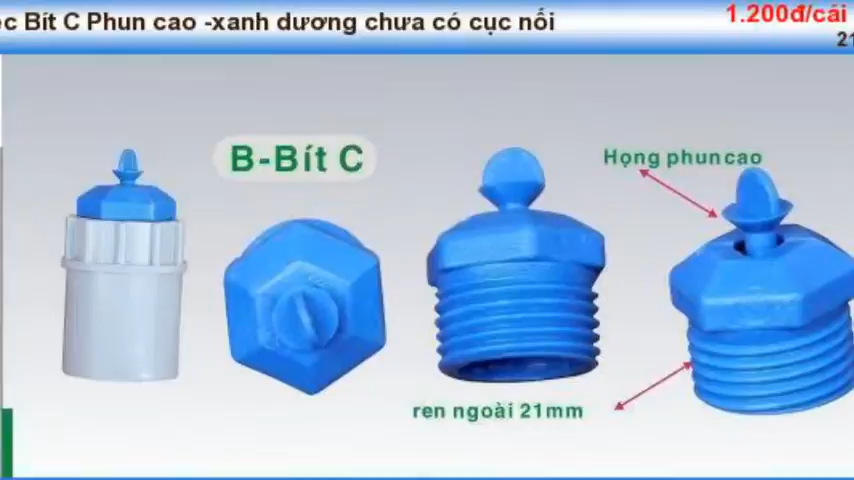 Bít C Phun cao -xanh dương chưa có cục nối
1.200đ/cái
B-Bít C
Họng phun cao
ren ngoài 21mm